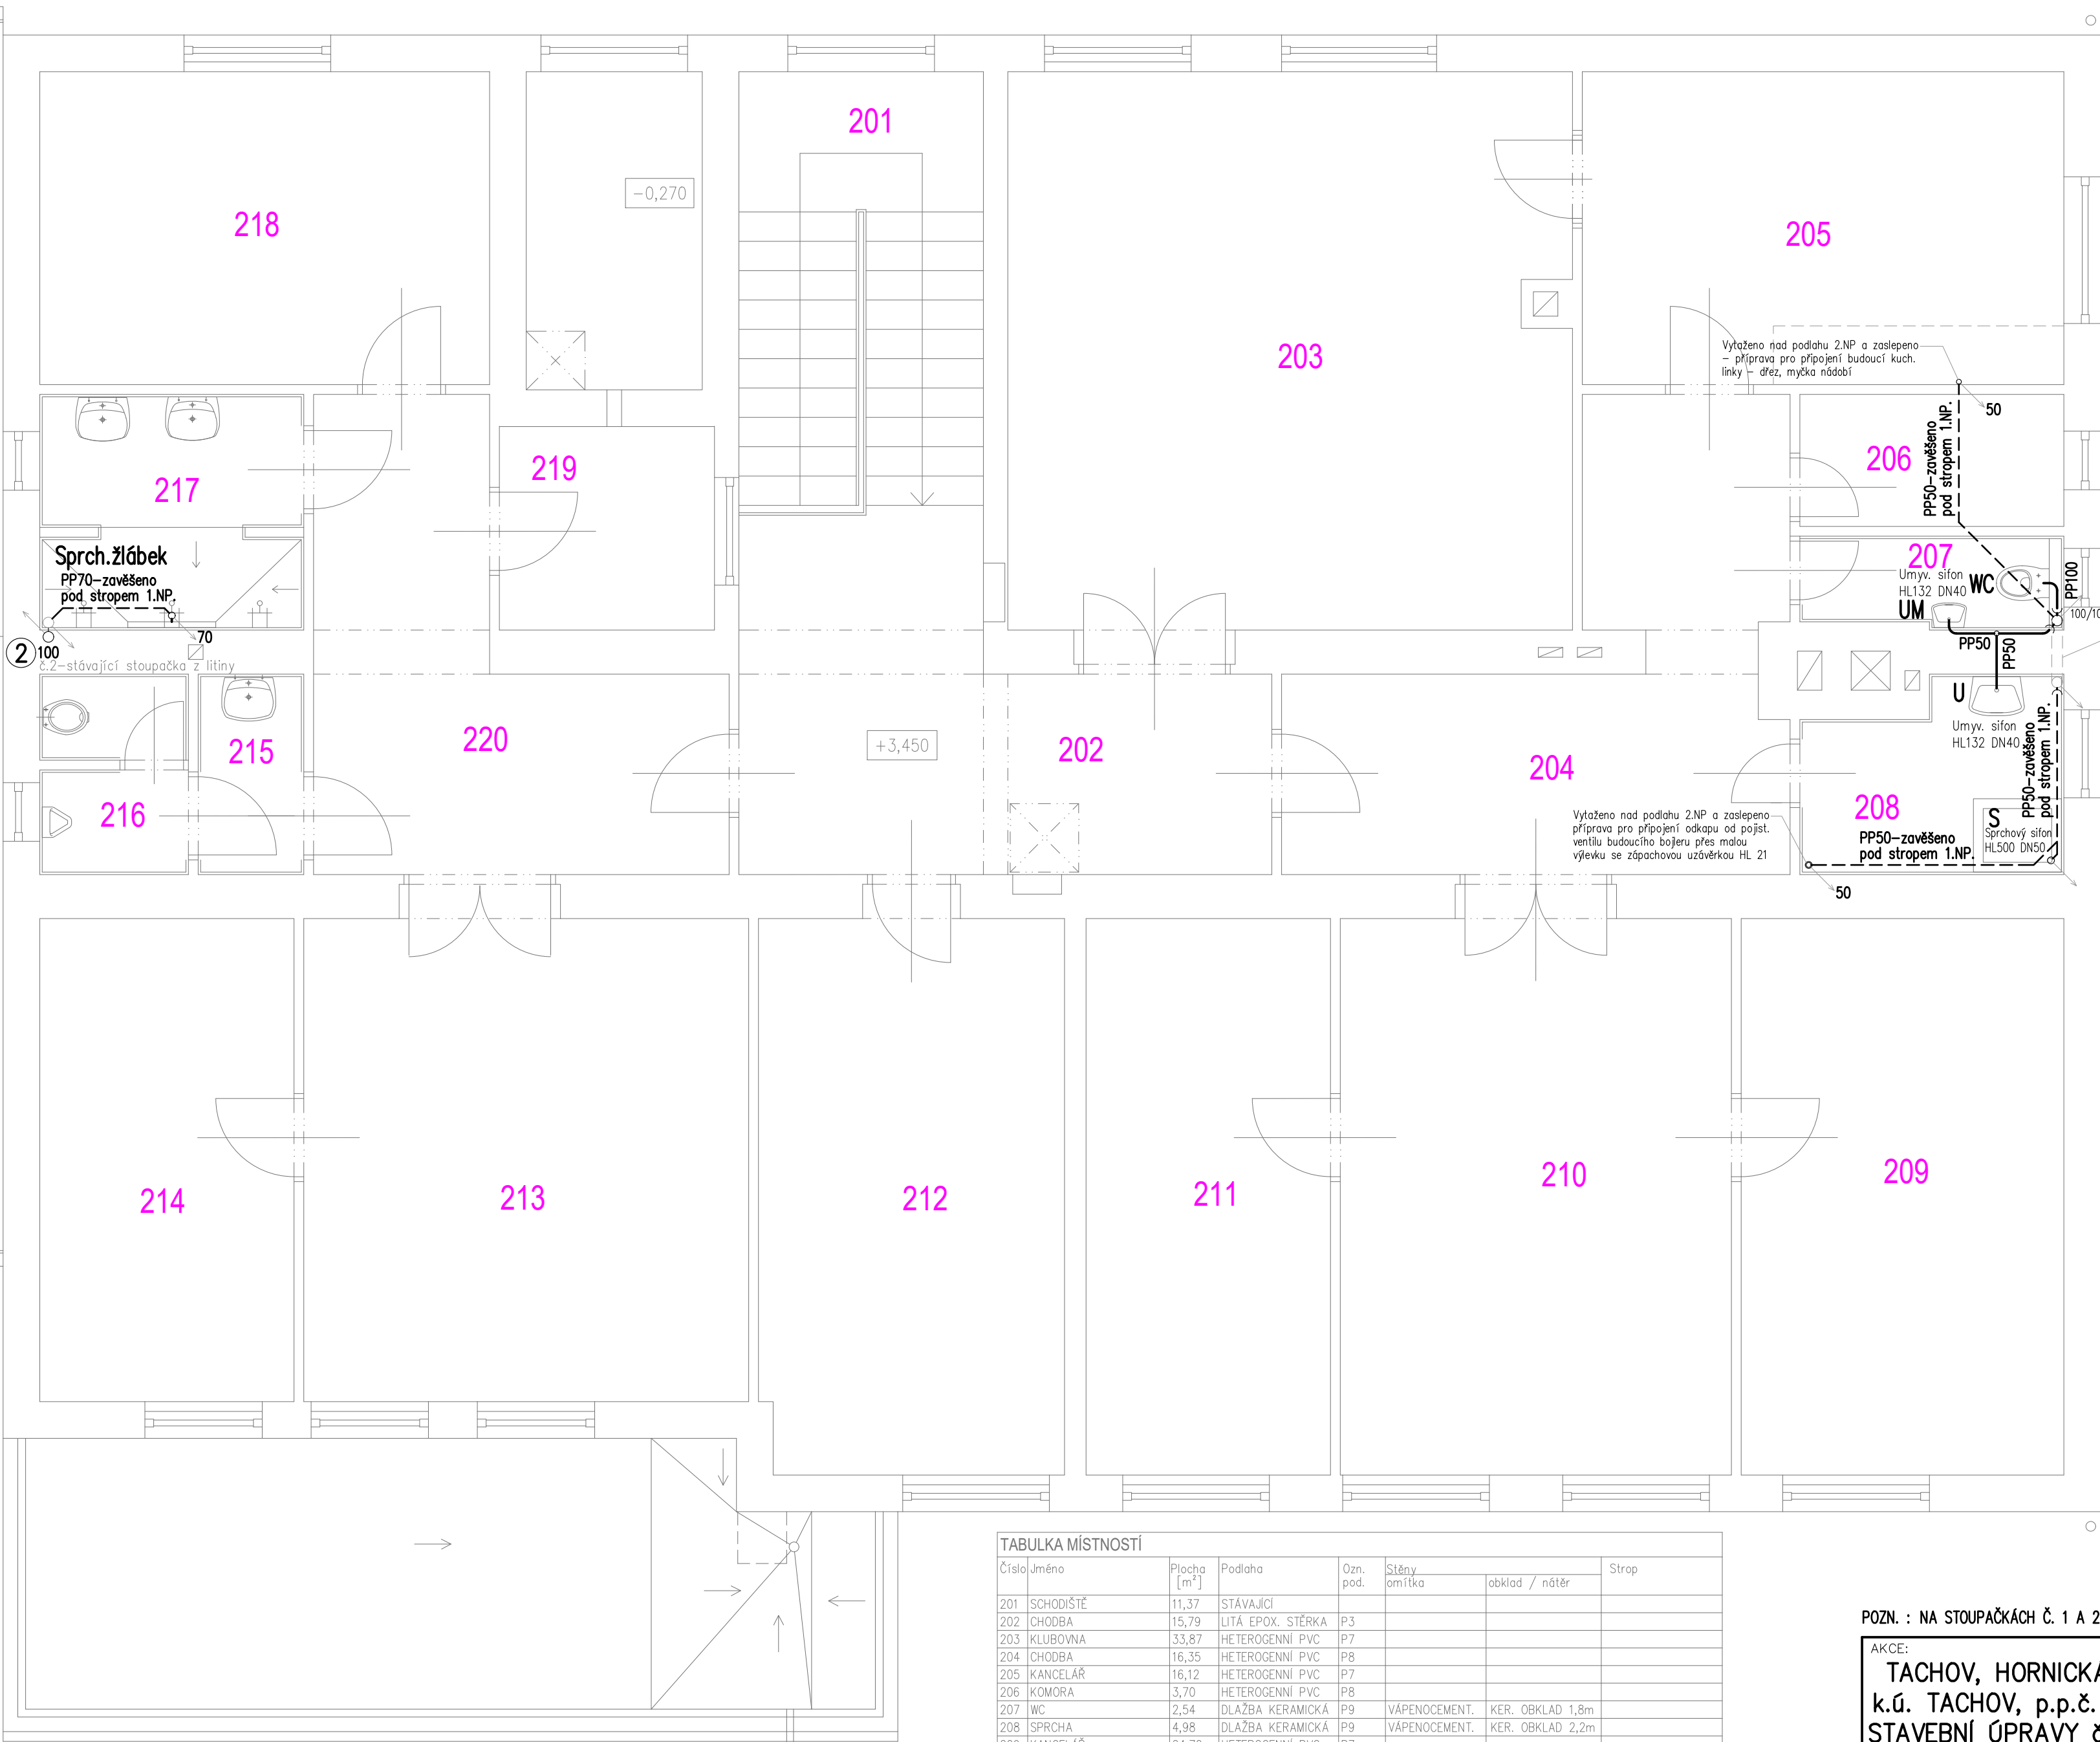 201
-0,270
218
205
203
Vytaženo nad podlahu 2.NP a zaslepeno
– příprava pro připojení budoucí kuch.
linky – dřez, myčka nádobí
50
PP50-zavěšeno
pod stropem 1.NP.
206
219
217
207
Sprch.žlábek
PP70-zavěšeno
pod stropem 1.NP.
Umyv. sifon
HL132 DN40
WC
UM
PP100
70
2
100
č.2-stávající stoupačka z litiny
PP50
PP50
U
Umyv. sifon
HL132 DN40
PP50-zavěšeno
pod stropem 1.NP.
215
220
+3,450
202
204
216
208
Vytaženo nad podlahu 2.NP a zaslepeno
příprava pro připojení odkapu od pojist.
ventilu budoucího bojleru přes malou
výlevku se zápachovou uzávěrkou HL 21
S
Sprchový sifon
HL500 DN50
PP50-zavěšeno
pod stropem 1.NP.
50
214
213
212
211
210
209
TABULKA MÍSTNOSTÍ
Číslo Jméno Plocha [m²] Podlaha Ozn. pod. Stěny omítka obklad / nátěr Strop
201 SCHODIŠTĚ 11,37 STÁVAJÍCÍ
202 CHODBA 15,79 LITÁ EPOX. STĚRKA P3
203 KLUBOVNA 33,87 HETEROGENNÍ PVC P7
204 CHODBA 16,35 HETEROGENNÍ PVC P8
205 KANCELÁŘ 16,12 HETEROGENNÍ PVC P7
206 KOMORA 3,70 HETEROGENNÍ PVC P8
207 WC 2,54 DLAŽBA KERAMICKÁ P9 VÁPENOCEMENT. KER. OBKLAD 1,8m
208 SPRCHA 4,98 DLAŽBA KERAMICKÁ P9 VÁPENOCEMENT. KER. OBKLAD 2,2m
POZN. : NA STOUPAČKÁCH Č. 1 A 2
AKCE:
TACHOV, HORNICKÁ
k.ú. TACHOV, p.p.č.
STAVEBNÍ ÚPRAVY